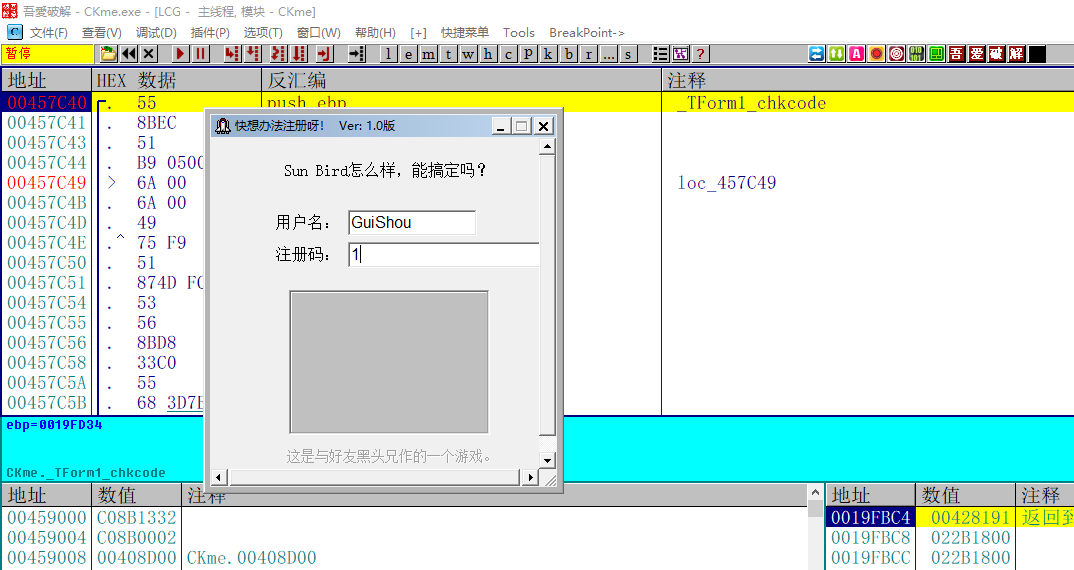 吾愛破解 - CKme.exe - [LCG - 主线程, 模块 - CKme]
文件(F) 查看(V) 调试(D) 插件(P) 选项(T) 窗口(W) 帮助(H) [+] 快捷菜单 Tools BreakPoint->
暂停 l e m t w h c p k b r ... s ? A 吾 爱 破 解
地址 HEX 数据 反汇编 注释
00457C40 . 55 push ebp _TForm1_chkcode
00457C41 . 8BEC
00457C43 . 51
00457C44 . B9 0500
00457C49 > 6A 00 loc_457C49
00457C4B . 6A 00
00457C4D . 49
00457C4E .^ 75 F9
00457C50 . 51
00457C51 . 874D FC
00457C54 . 53
00457C55 . 56
00457C56 . 8BD8
00457C58 . 33C0
00457C5A . 55
00457C5B . 68 3D7E
快想办法注册呀! Ver: 1.0版
Sun Bird怎么样，能搞定吗?
用户名： GuiShou
注册码： 1
这是与好友黑头兄作的一个游戏。
ebp=0019FD34
CKme._TForm1_chkcode
地址 数值 注释
00459000 C08B1332
00459004 C08B0002
00459008 00408D00 CKme.00408D00
地址 数值 注释
0019FBC4 00428191 返回到
0019FBC8 022B1800
0019FBCC 022B1800